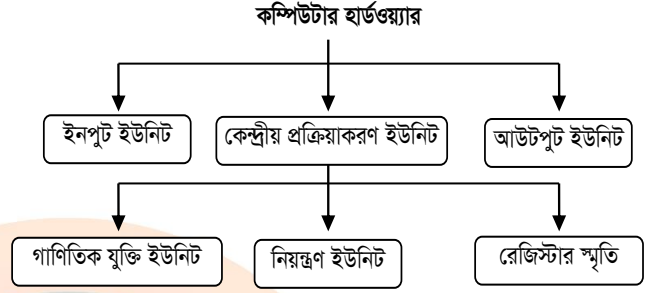 কম্পিউটার হার্ডওয়্যার
ইনপুট ইউনিট
কেন্দ্রীয় প্রক্রিয়াকরণ ইউনিট
আউটপুট ইউনিট
গাণিতিক যুক্তি ইউনিট
নিয়ন্ত্রণ ইউনিট
রেজিস্টার স্মৃতি